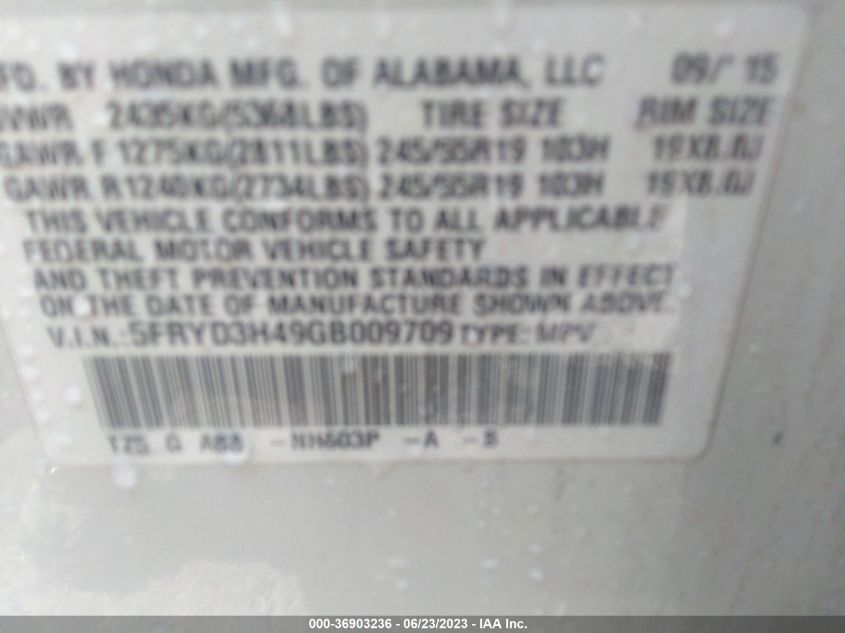 MFD. BY HONDA MFG. OF ALABAMA, LLC 09/ 15
GVWR 2435KG(5368LBS) TIRE SIZE RIM SIZE
GAWR F 1275KG(2811LBS) 245/55R19 103H 19X8.0J
GAWR R1240KG(2734LBS) 245/55R19 103H 19X8.0J
THIS VEHICLE CONFORMS TO ALL APPLICABLE
FEDERAL MOTOR VEHICLE SAFETY
AND THEFT PREVENTION STANDARDS IN EFFECT
ON THE DATE OF MANUFACTURE SHOWN ABOVE.
V.I.N.:5FRYD3H49GB009709 TYPE: MPV
TZ5 G A88 -NH603P -A -B
000-36903236 - 06/23/2023 - IAA Inc.